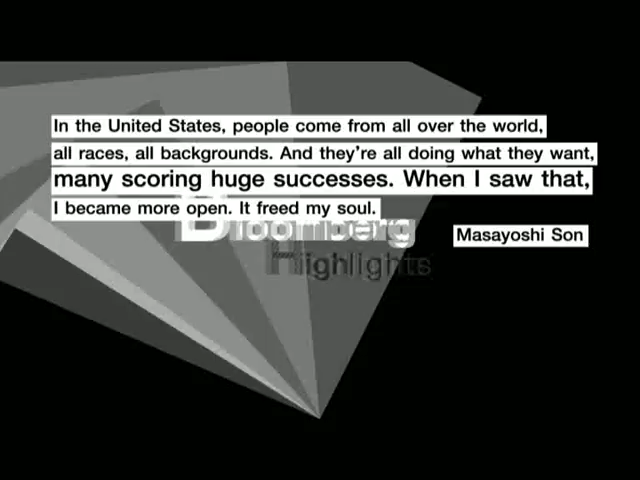 In the United States, people come from all over the world,
all races, all backgrounds. And they're all doing what they want,
many scoring huge successes. When I saw that,
I became more open. It freed my soul.
Bloomberg
Masayoshi Son
Highlights